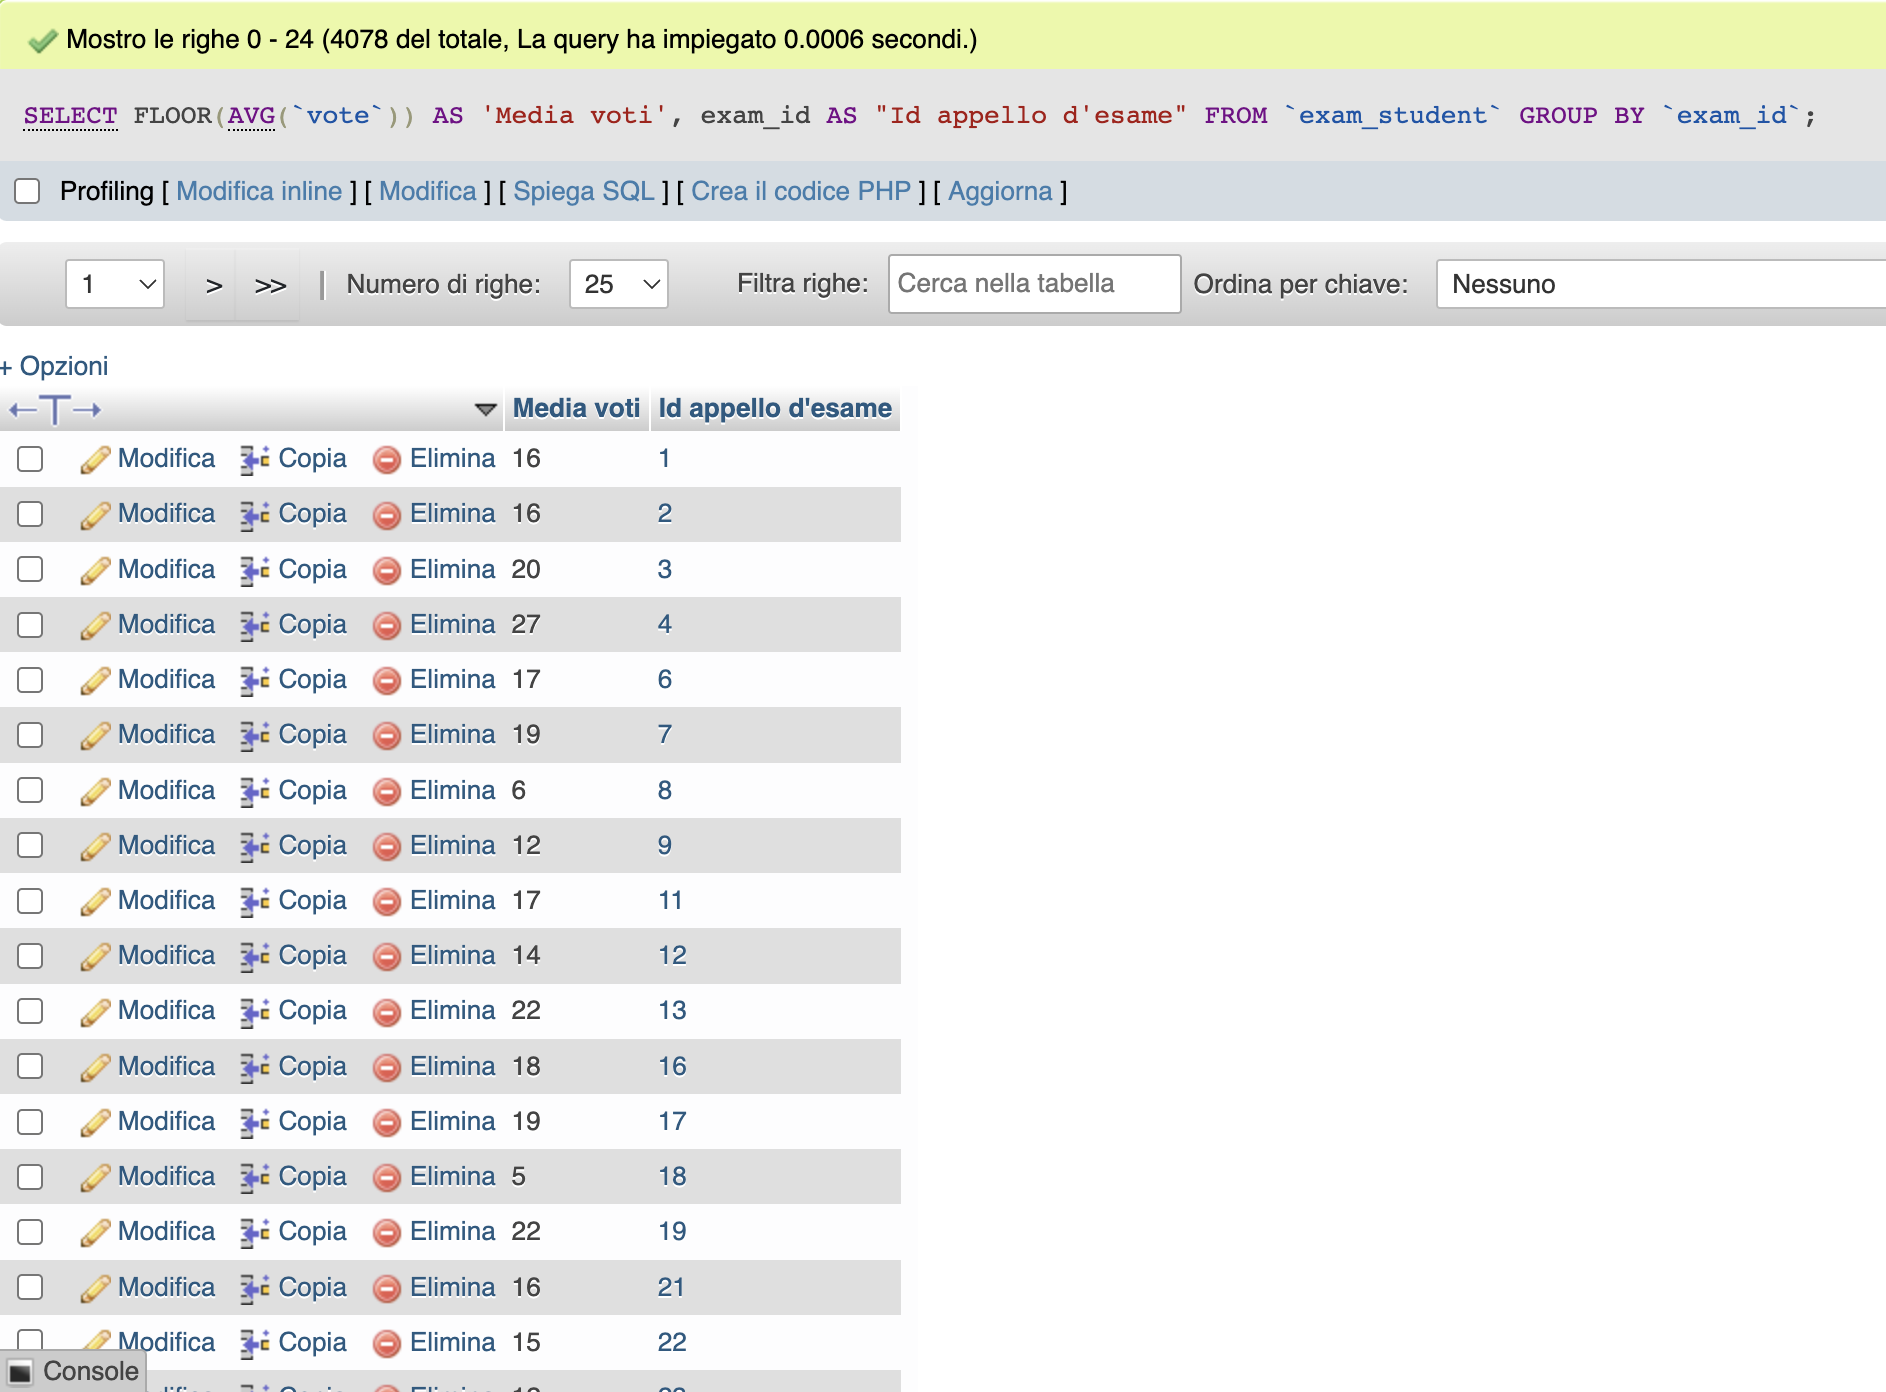 Mostro le righe 0 - 24 (4078 del totale, La query ha impiegato 0.0006 secondi.)
SELECT FLOOR(AVG(`vote`)) AS 'Media voti', exam_id AS "Id appello d'esame" FROM `exam_student` GROUP BY `exam_id`;
Profiling [ Modifica inline ] [ Modifica ] [ Spiega SQL ] [ Crea il codice PHP ] [ Aggiorna ]
1 > >> | Numero di righe: 25 Filtra righe: Cerca nella tabella Ordina per chiave: Nessuno
+ Opzioni
←T→ Media voti Id appello d'esame
Modifica Copia Elimina 16 1
Modifica Copia Elimina 16 2
Modifica Copia Elimina 20 3
Modifica Copia Elimina 27 4
Modifica Copia Elimina 17 6
Modifica Copia Elimina 19 7
Modifica Copia Elimina 6 8
Modifica Copia Elimina 12 9
Modifica Copia Elimina 17 11
Modifica Copia Elimina 14 12
Modifica Copia Elimina 22 13
Modifica Copia Elimina 18 16
Modifica Copia Elimina 19 17
Modifica Copia Elimina 5 18
Modifica Copia Elimina 22 19
Modifica Copia Elimina 16 21
Modifica Copia Elimina 15 22
Console